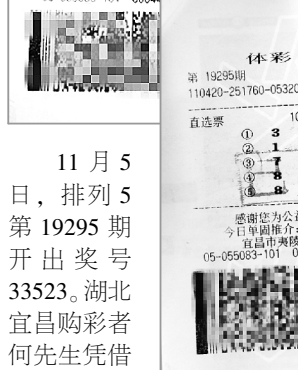 11 月 5
日，排列 5
第 19295 期
开出奖号
33523。湖北
宜昌购彩者
何先生凭借
体彩
第 19295期
110420-251760-05320
直选票
① 3
② 1
③ 7
④ 8
⑤ 8
感谢您为公
今日单固推介:
宜昌市夷陵
05-055083-101 0